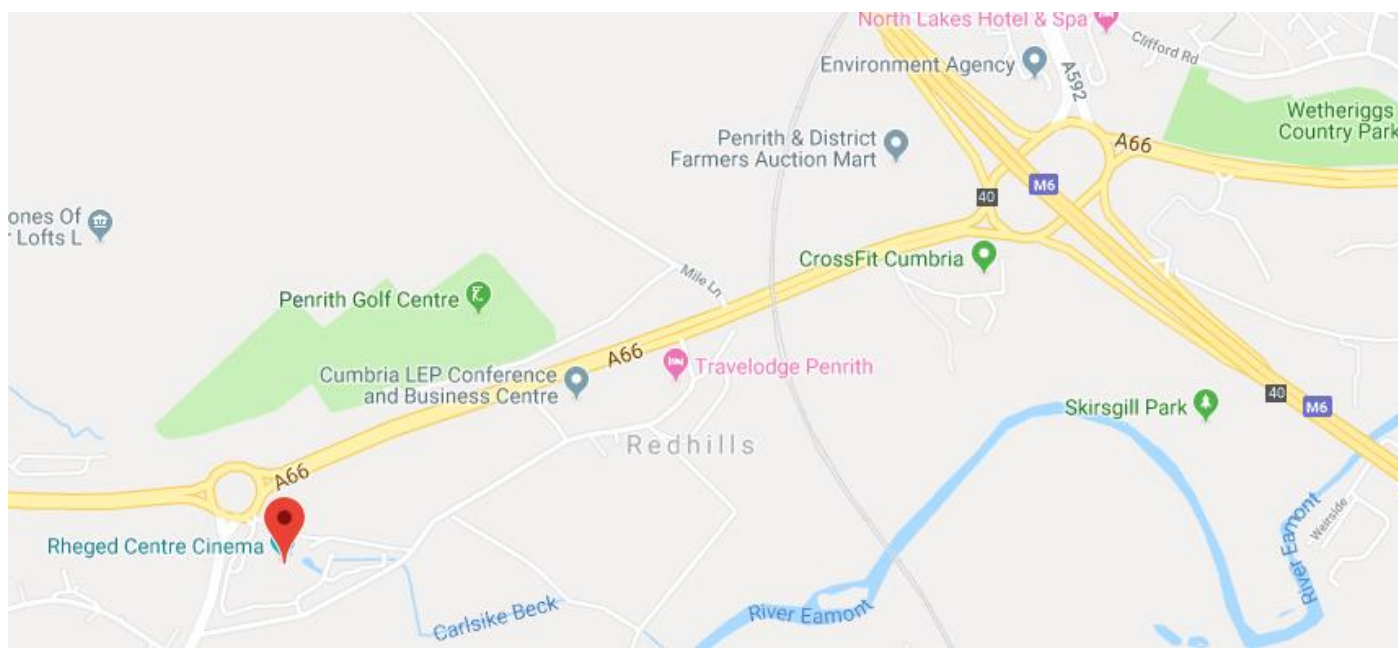 North Lakes Hotel & Spa
Clifford Rd
Environment Agency
A592
Wetheriggs
Country Park
Penrith & District
Farmers Auction Mart
A66
M6
40
ones Of
r Lofts L
CrossFit Cumbria
Mile Ln
Penrith Golf Centre
A66
Travelodge Penrith
Cumbria LEP Conference
and Business Centre
40
M6
Skirsgill Park
Redhills
A66
Weirside
River Eamont
Rheged Centre Cinema
River Eamont
Carlsike Beck